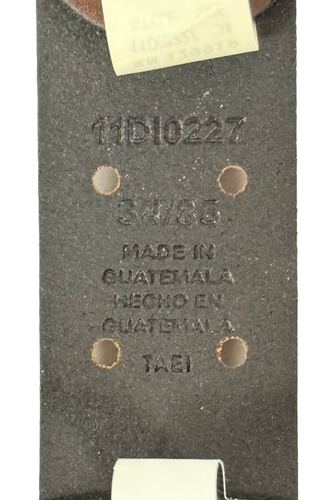 11DI0227
34/85
MADE IN
GUATEMALA
HECHO EN
GUATEMALA
TAEI